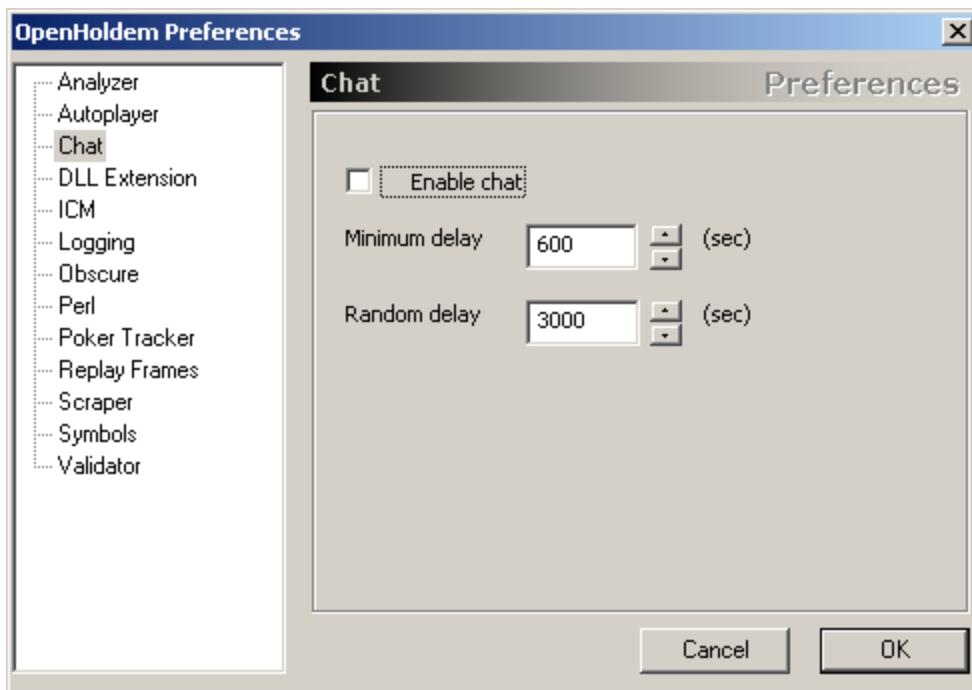 OpenHoldem Preferences
Analyzer
Autoplayer
Chat
DLL Extension
ICM
Logging
Obscure
Perl
Poker Tracker
Replay Frames
Scraper
Symbols
Validator
Chat Preferences
Enable chat
Minimum delay 600 (sec)
Random delay 3000 (sec)
Cancel OK